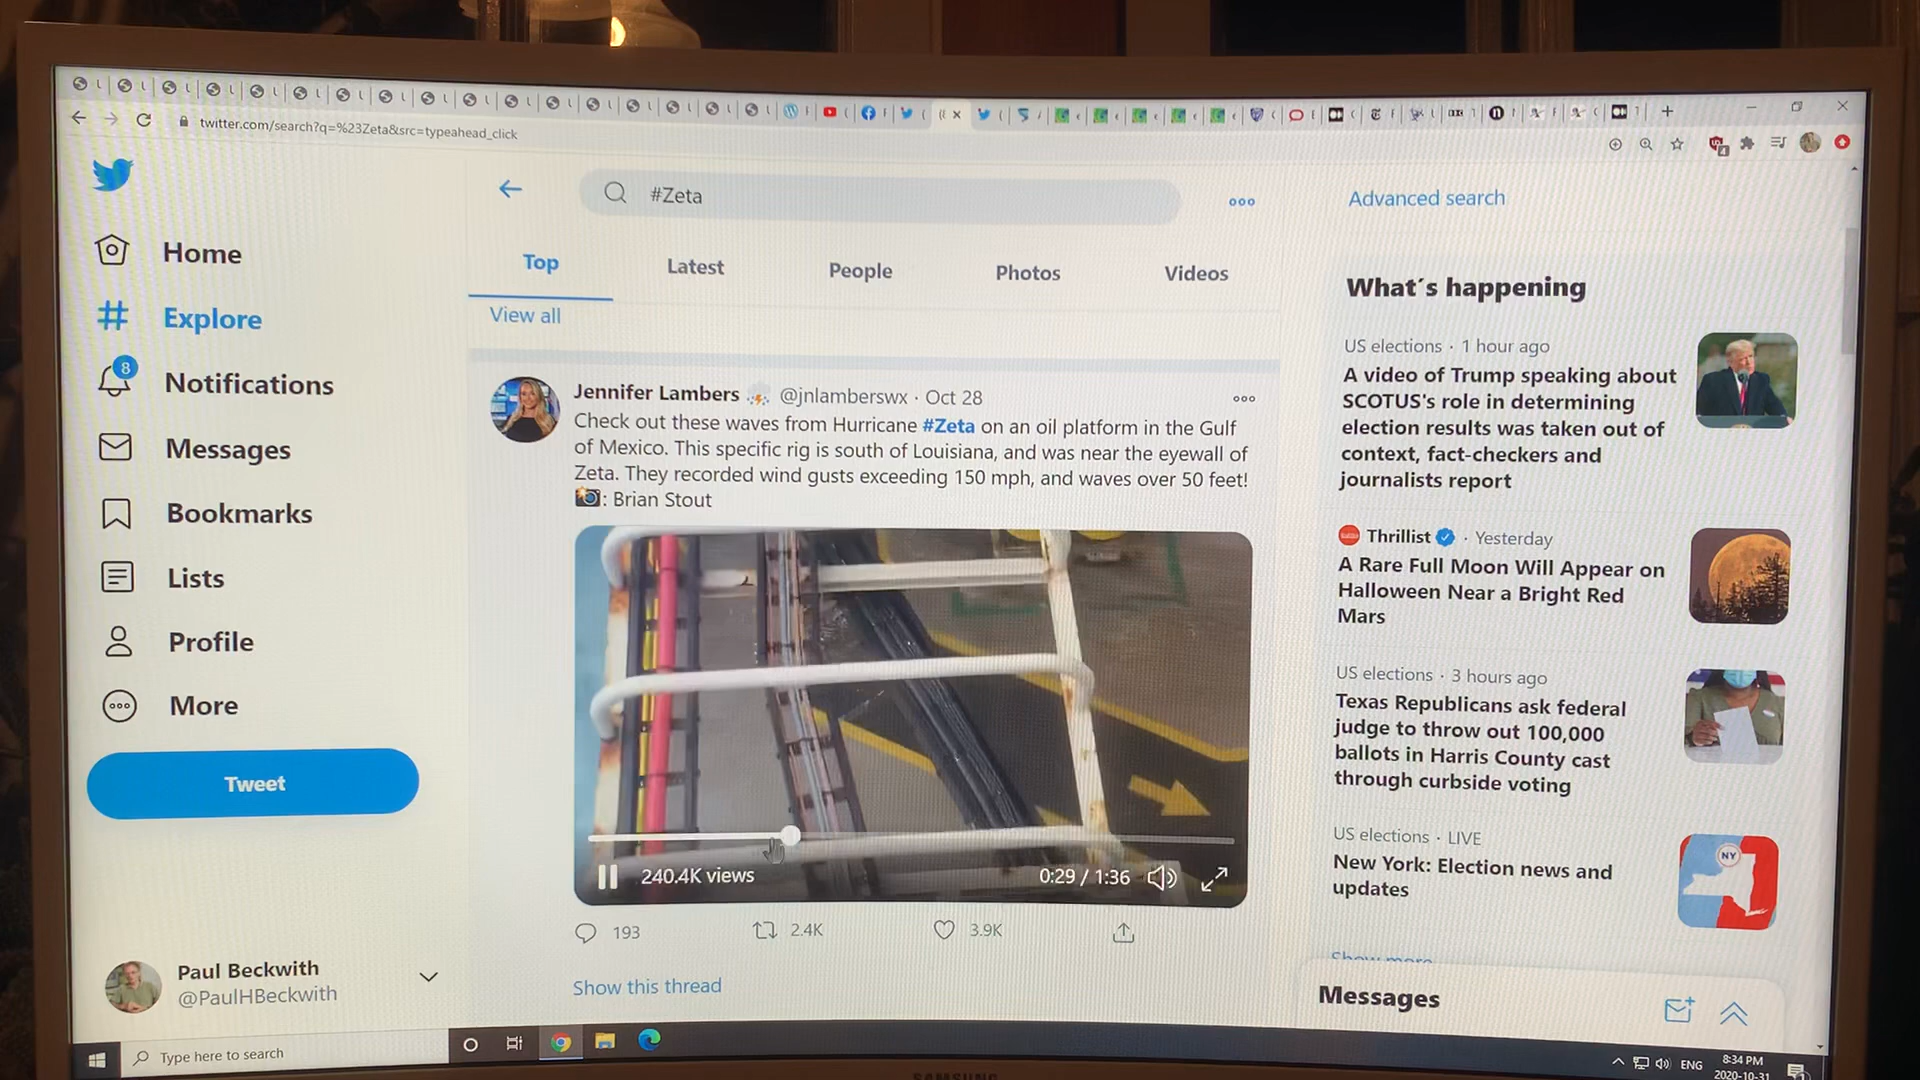 twitter.com/search?q=%23Zeta&src=typeahead_click
#Zeta
Advanced search
Home
Explore
8
Notifications
Messages
Bookmarks
Lists
Profile
More
Tweet
Paul Beckwith
@PaulHBeckwith
Top
Latest
People
Photos
Videos
View all
Jennifer Lambers @jnlamberswx · Oct 28
Check out these waves from Hurricane #Zeta on an oil platform in the Gulf
of Mexico. This specific rig is south of Louisiana, and was near the eyewall of
Zeta. They recorded wind gusts exceeding 150 mph, and waves over 50 feet!
: Brian Stout
240.4K views
0:29 / 1:36
193
2.4K
3.9K
Show this thread
What's happening
US elections · 1 hour ago
A video of Trump speaking about
SCOTUS's role in determining
election results was taken out of
context, fact-checkers and
journalists report
Thrillist · Yesterday
A Rare Full Moon Will Appear on
Halloween Near a Bright Red
Mars
US elections · 3 hours ago
Texas Republicans ask federal
judge to throw out 100,000
ballots in Harris County cast
through curbside voting
US elections · LIVE
New York: Election news and
updates
NY
Show more
Messages
Type here to search
ENG
8:34 PM
2020-10-31
SAMSUNG